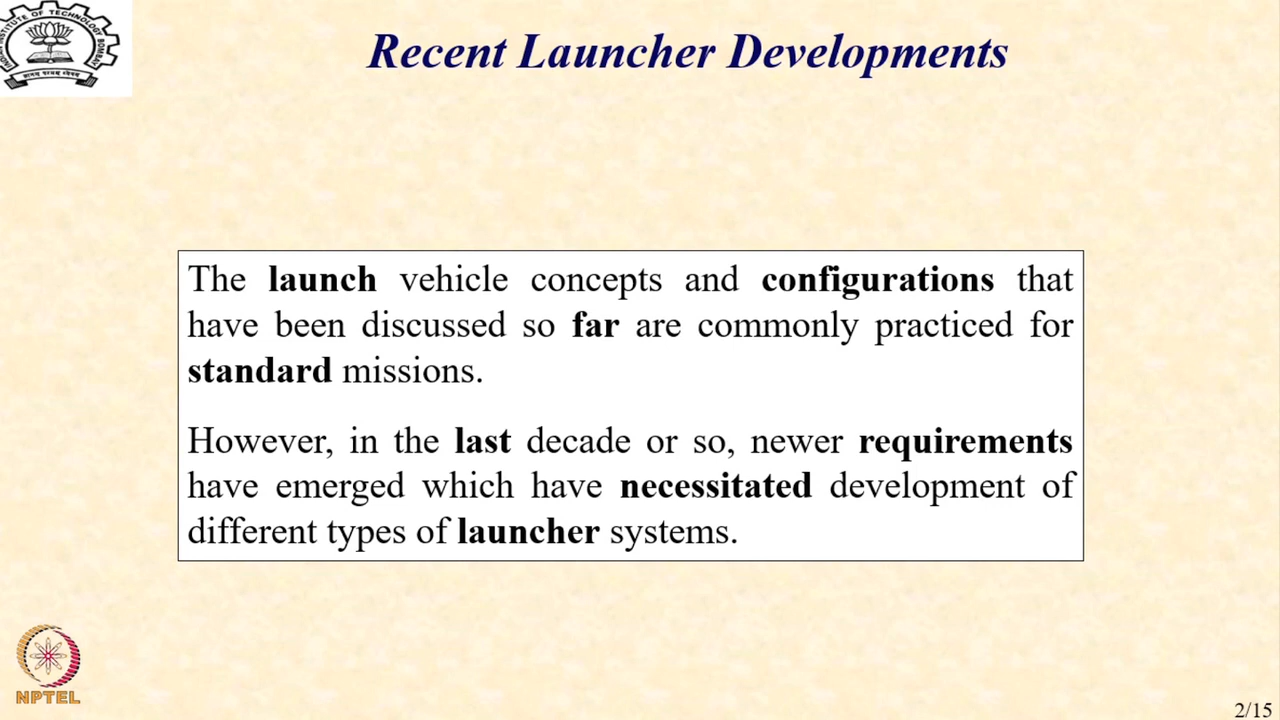 Recent Launcher Developments
The launch vehicle concepts and configurations that
have been discussed so far are commonly practiced for
standard missions.
However, in the last decade or so, newer requirements
have emerged which have necessitated development of
different types of launcher systems.
NPTEL
2/15